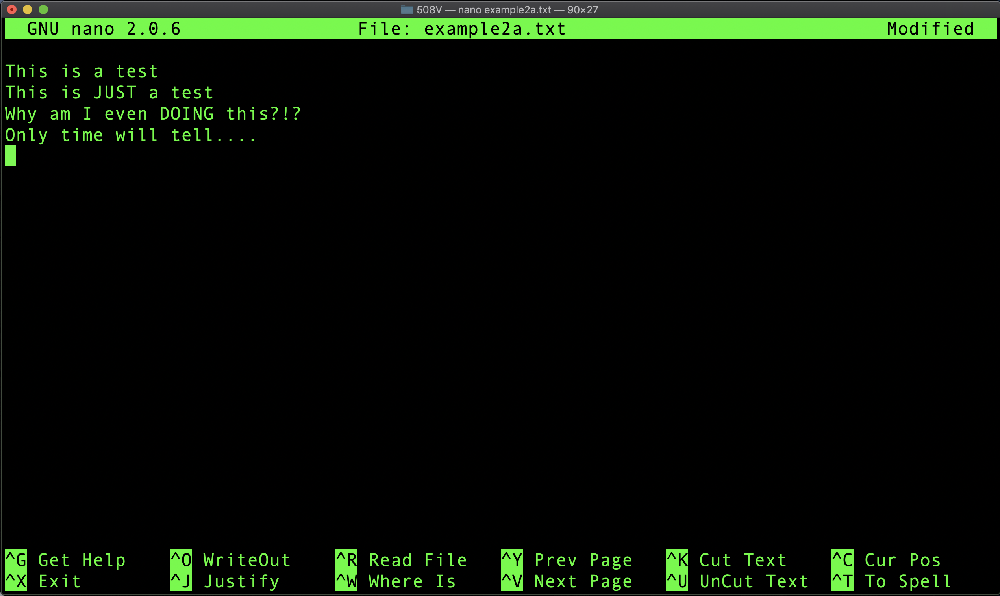 508V — nano example2a.txt — 90×27
GNU nano 2.0.6 File: example2a.txt Modified
This is a test
This is JUST a test
Why am I even DOING this?!?
Only time will tell....
^G Get Help ^O WriteOut ^R Read File ^Y Prev Page ^K Cut Text ^C Cur Pos
^X Exit ^J Justify ^W Where Is ^V Next Page ^U UnCut Text ^T To Spell